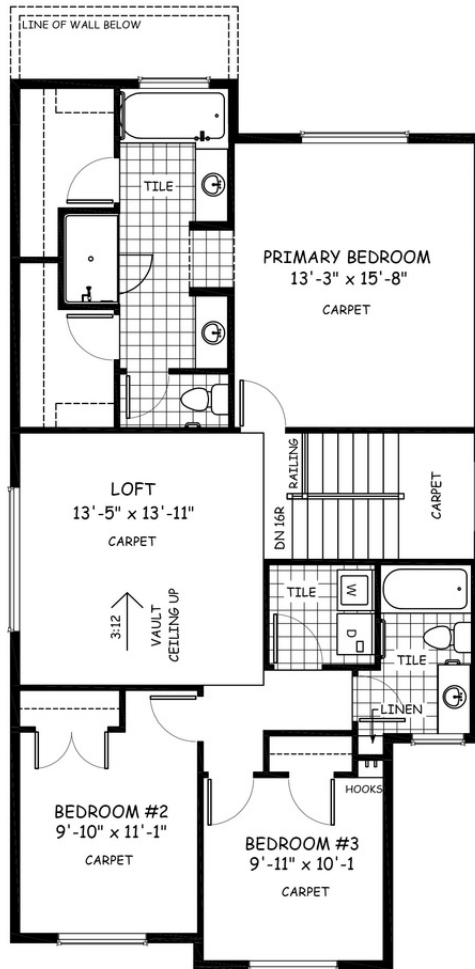 LINE OF WALL BELOW
TILE
PRIMARY BEDROOM
13'-3" x 15'-8"
CARPET
LOFT
13'-5" x 13'-11"
CARPET
3:12
VAULT
CEILING UP
DN 16R
RAILING
CARPET
TILE
W
D
TILE
LINEN
HOOKS
BEDROOM #2
9'-10" x 11'-1"
CARPET
BEDROOM #3
9'-11" x 10'-1
CARPET